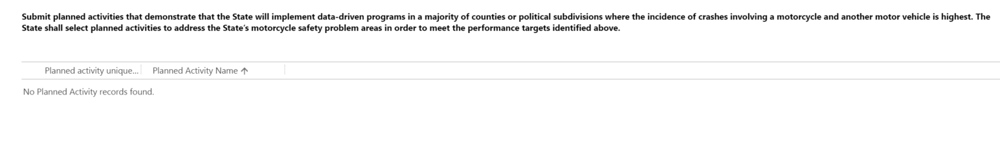 Submit planned activities that demonstrate that the State will implement data-driven programs in a majority of counties or political subdivisions where the incidence of crashes involving a motorcycle and another motor vehicle is highest. The
State shall select planned activities to address the State's motorcycle safety problem areas in order to meet the performance targets identified above.
Planned activity unique... Planned Activity Name ↑
No Planned Activity records found.